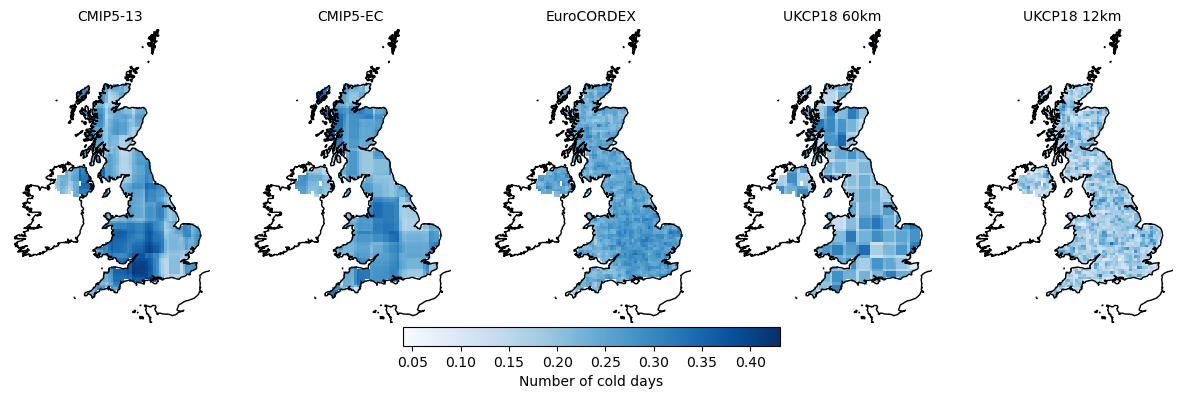 CMIP5-13 CMIP5-EC EuroCORDEX UKCP18 60km UKCP18 12km
0.05 0.10 0.15 0.20 0.25 0.30 0.35 0.40
Number of cold days